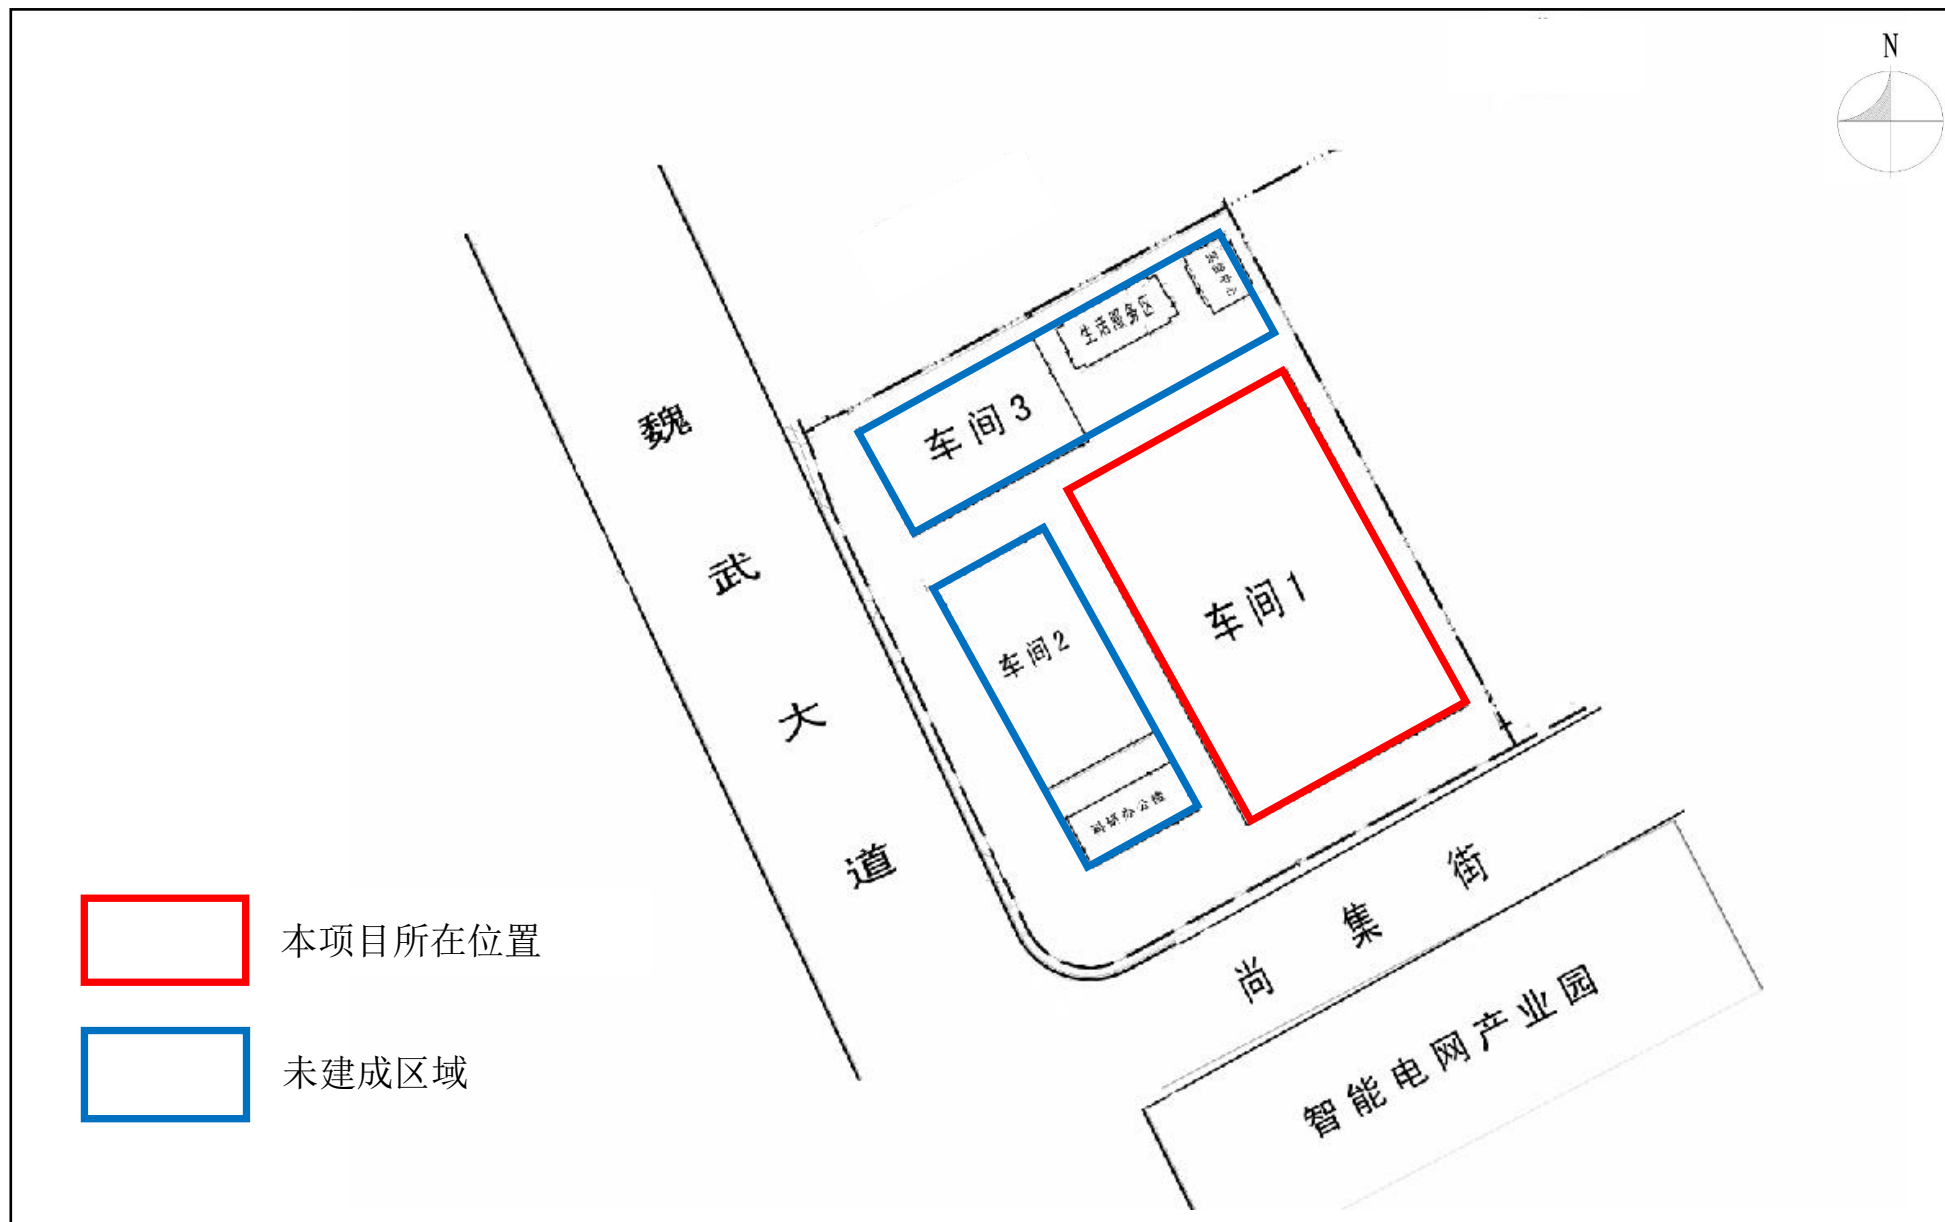 N
生活服务区
车间3
车间1
车间2
科研办公楼
魏武大道
尚集街
智能电网产业园
本项目所在位置
未建成区域